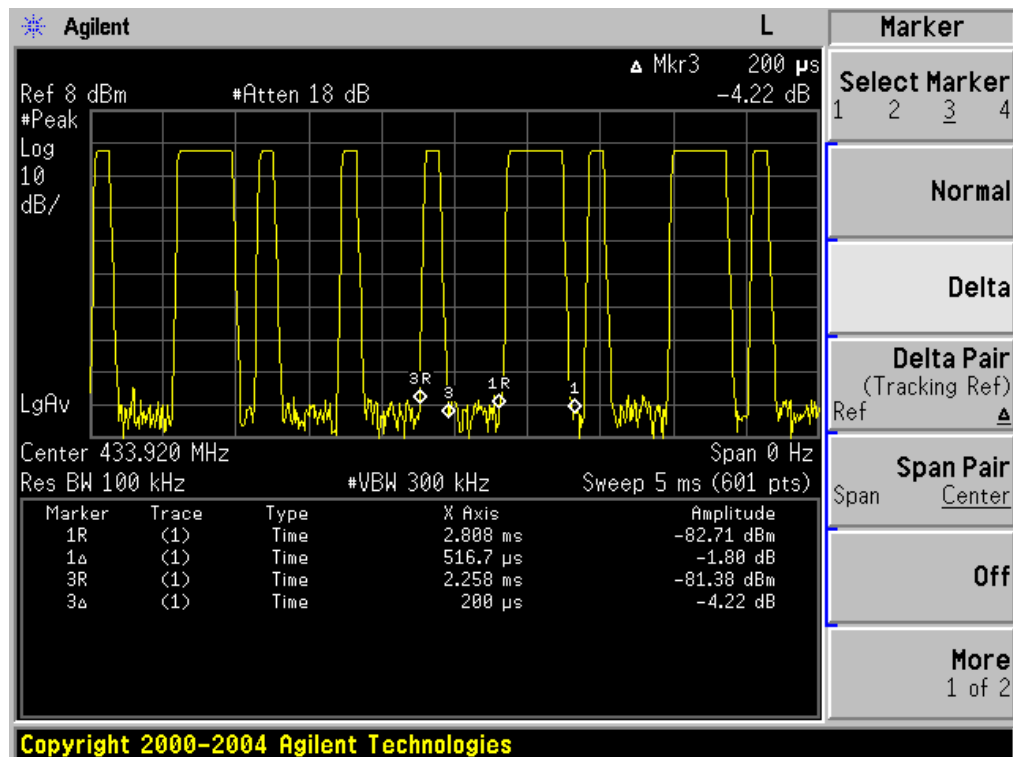 Agilent L
Marker
Δ Mkr3 200 µs
Ref 8 dBm #Atten 18 dB -4.22 dB
#Peak
Log
10
dB/
3R 3 1R 1
LgAv
Center 433.920 MHz Span 0 Hz
Res BW 100 kHz #VBW 300 kHz Sweep 5 ms (601 pts)
Marker Trace Type X Axis Amplitude
1R (1) Time 2.808 ms -82.71 dBm
1Δ (1) Time 516.7 µs -1.80 dB
3R (1) Time 2.258 ms -81.38 dBm
3Δ (1) Time 200 µs -4.22 dB
Select Marker
1 2 3 4
Normal
Delta
Delta Pair
(Tracking Ref)
Ref Δ
Span Pair
Span Center
Off
More
1 of 2
Copyright 2000-2004 Agilent Technologies